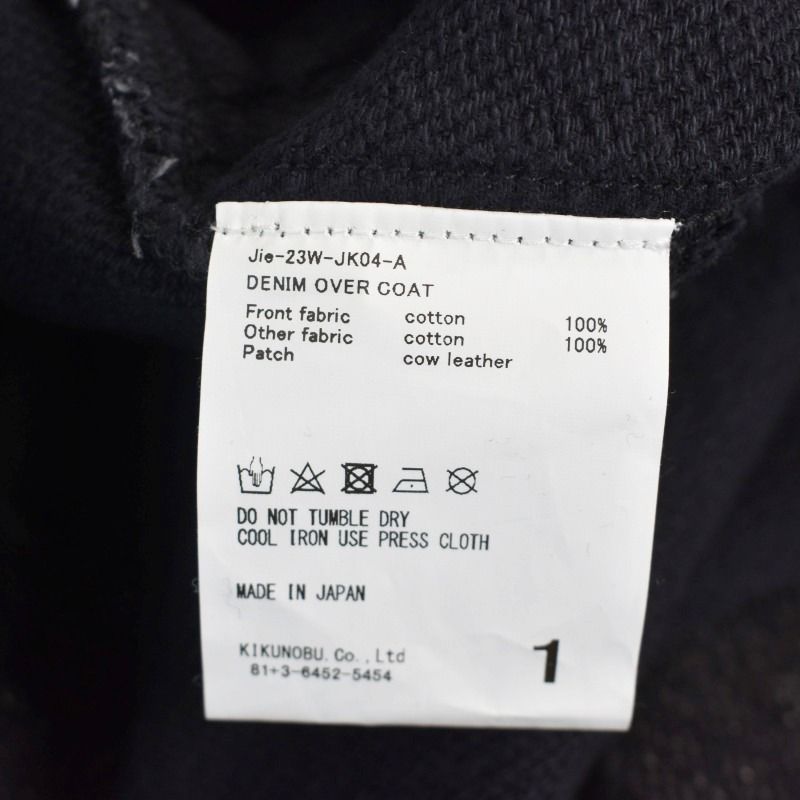 Jie-23W-JK04-A
DENIM OVER COAT
Front fabric cotton 100%
Other fabric cotton 100%
Patch cow leather
DO NOT TUMBLE DRY
COOL IRON USE PRESS CLOTH
MADE IN JAPAN
KIKUNOBU.Co.,Ltd
81+3-6452-5454
1